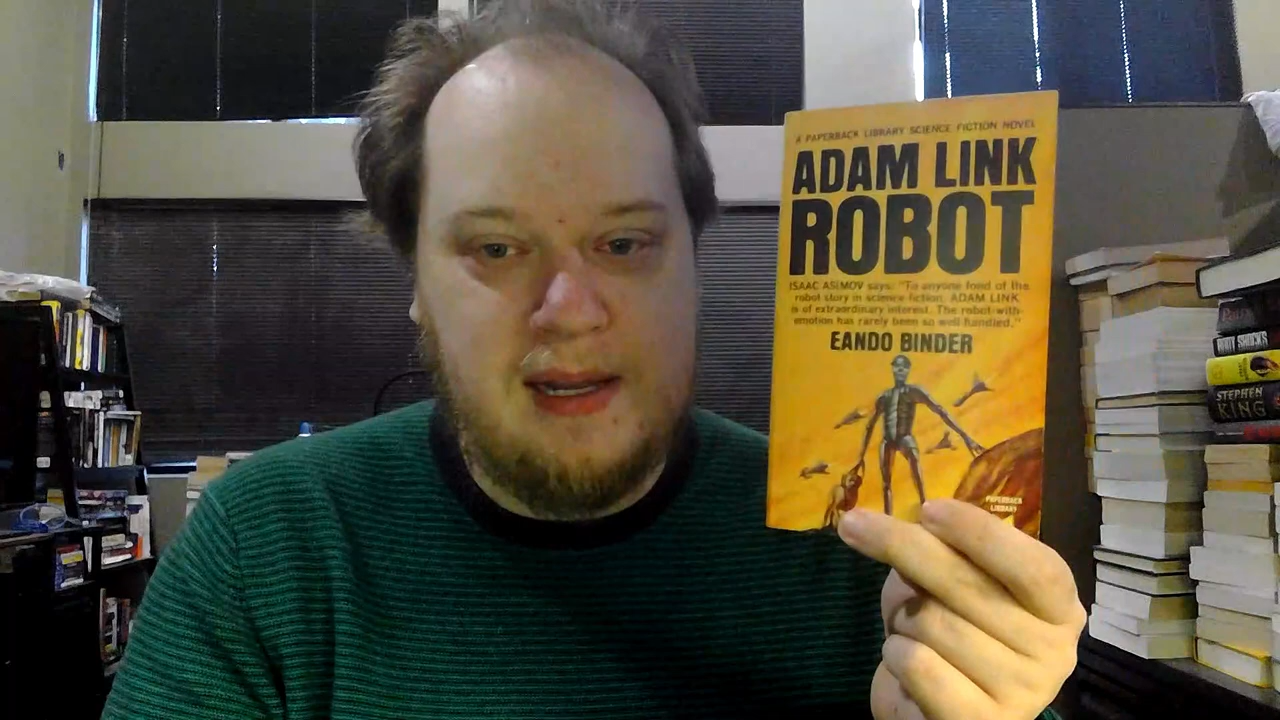 A PAPERBACK LIBRARY SCIENCE FICTION NOVEL
ADAM LINK
ROBOT
ISAAC ASIMOV says: "To anyone fond of the
robot story in science fiction, ADAM LINK
is of extraordinary interest. The robot-with-
emotion has rarely been so well handled."
EANDO BINDER
PAPERBACK
LIBRARY
STEPHEN
KING